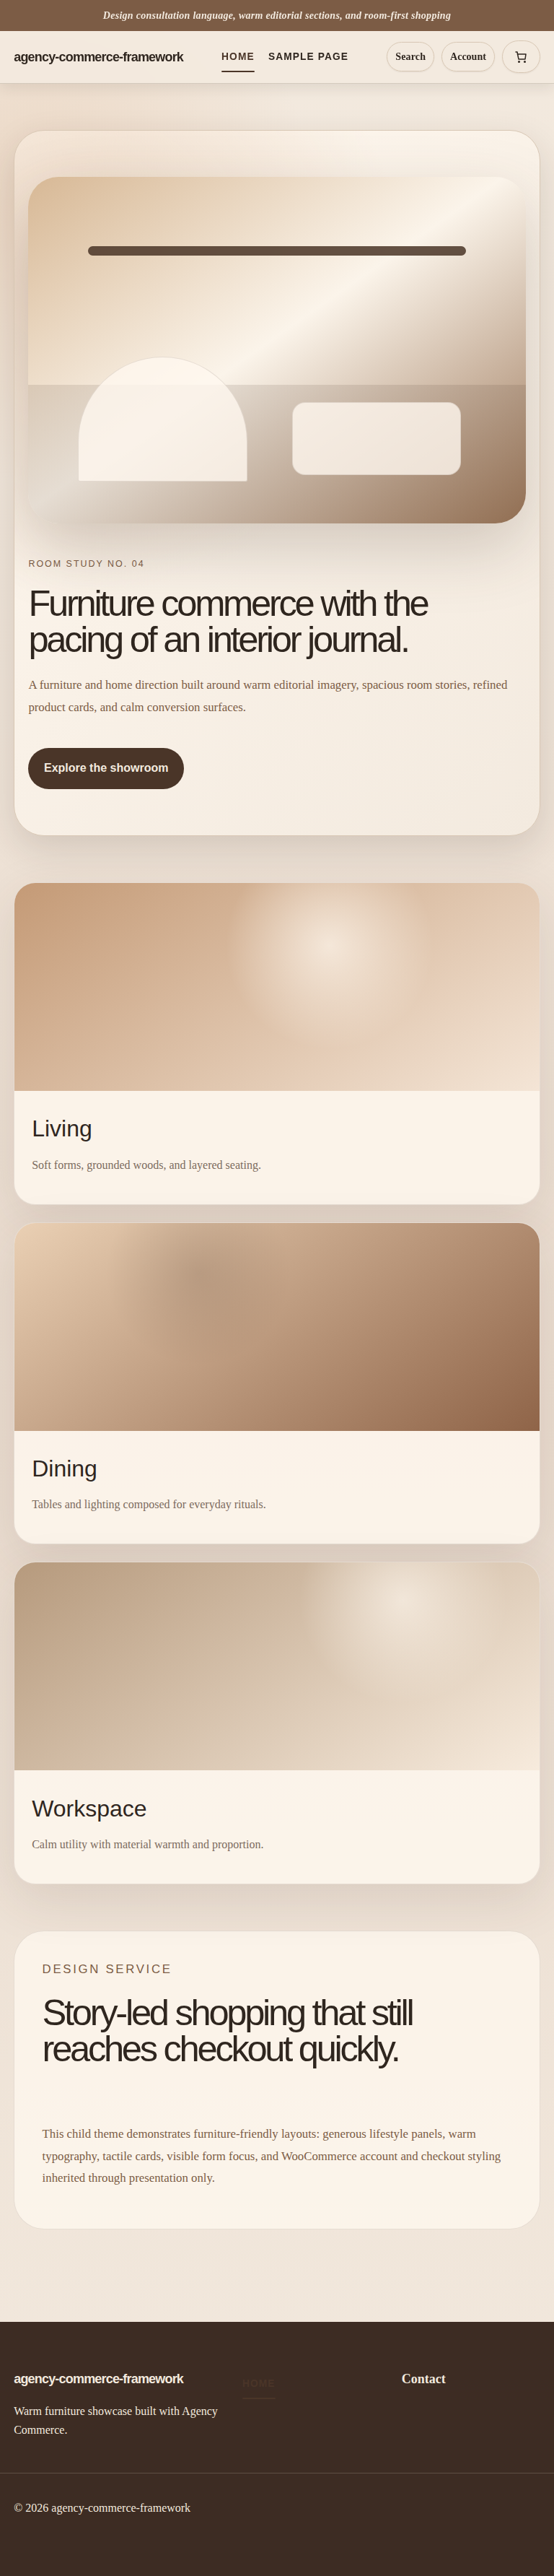 Design consultation language, warm editorial sections, and room-first shopping
agency-commerce-framework
HOME
SAMPLE PAGE
Search
Account
ROOM STUDY NO. 04
Furniture commerce with the
pacing of an interior journal.
A furniture and home direction built around warm editorial imagery, spacious room stories, refined
product cards, and calm conversion surfaces.
Explore the showroom
Living
Soft forms, grounded woods, and layered seating.
Dining
Tables and lighting composed for everyday rituals.
Workspace
Calm utility with material warmth and proportion.
DESIGN SERVICE
Story-led shopping that still
reaches checkout quickly.
This child theme demonstrates furniture-friendly layouts: generous lifestyle panels, warm
typography, tactile cards, visible form focus, and WooCommerce account and checkout styling
inherited through presentation only.
agency-commerce-framework
Warm furniture showcase built with Agency
Commerce.
HOME
Contact
© 2026 agency-commerce-framework